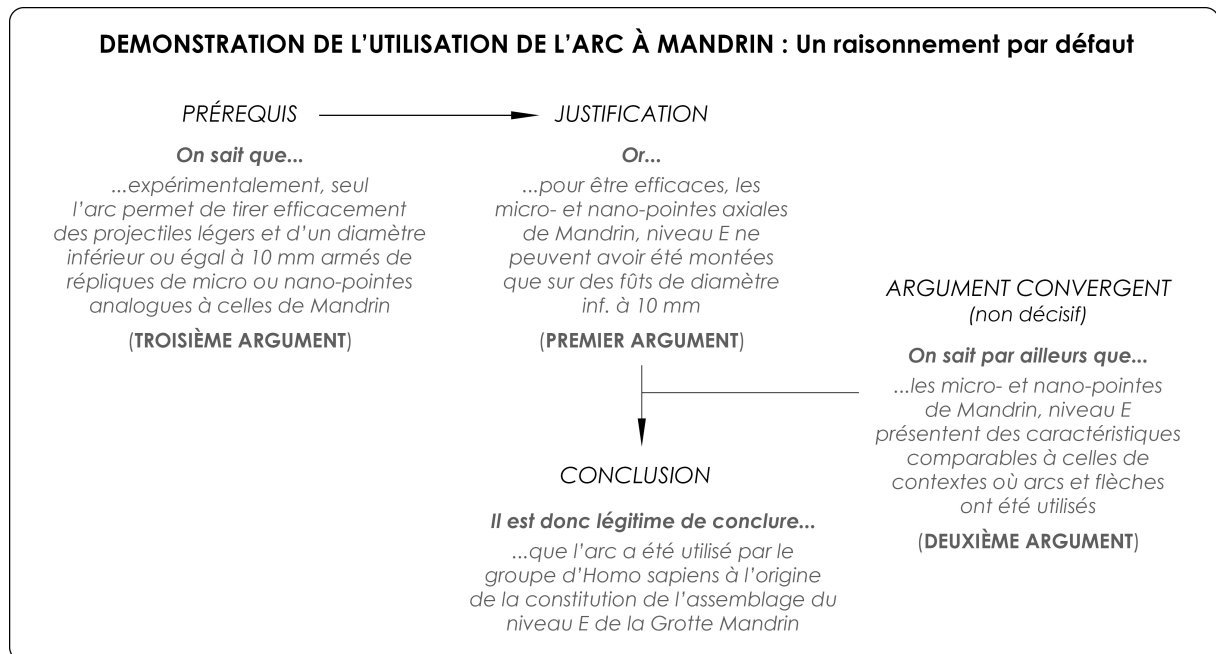 DEMONSTRATION DE L'UTILISATION DE L'ARC À MANDRIN : Un raisonnement par défaut
PRÉREQUIS
On sait que...
...expérimentalement, seul
l'arc permet de tirer efficacement
des projectiles légers et d'un diamètre
inférieur ou égal à 10 mm armés de
répliques de micro ou nano-pointes
analogues à celles de Mandrin
(TROISIÈME ARGUMENT)
JUSTIFICATION
Or...
...pour être efficaces, les
micro- et nano-pointes axiales
de Mandrin, niveau E ne
peuvent avoir été montées
que sur des fûts de diamètre
inf. à 10 mm
(PREMIER ARGUMENT)
ARGUMENT CONVERGENT
(non décisif)
On sait par ailleurs que...
...les micro- et nano-pointes
de Mandrin, niveau E
présentent des caractéristiques
comparables à celles de
contextes où arcs et flèches
ont été utilisés
(DEUXIÈME ARGUMENT)
CONCLUSION
Il est donc légitime de conclure...
...que l'arc a été utilisé par le
groupe d'Homo sapiens à l'origine
de la constitution de l'assemblage du
niveau E de la Grotte Mandrin